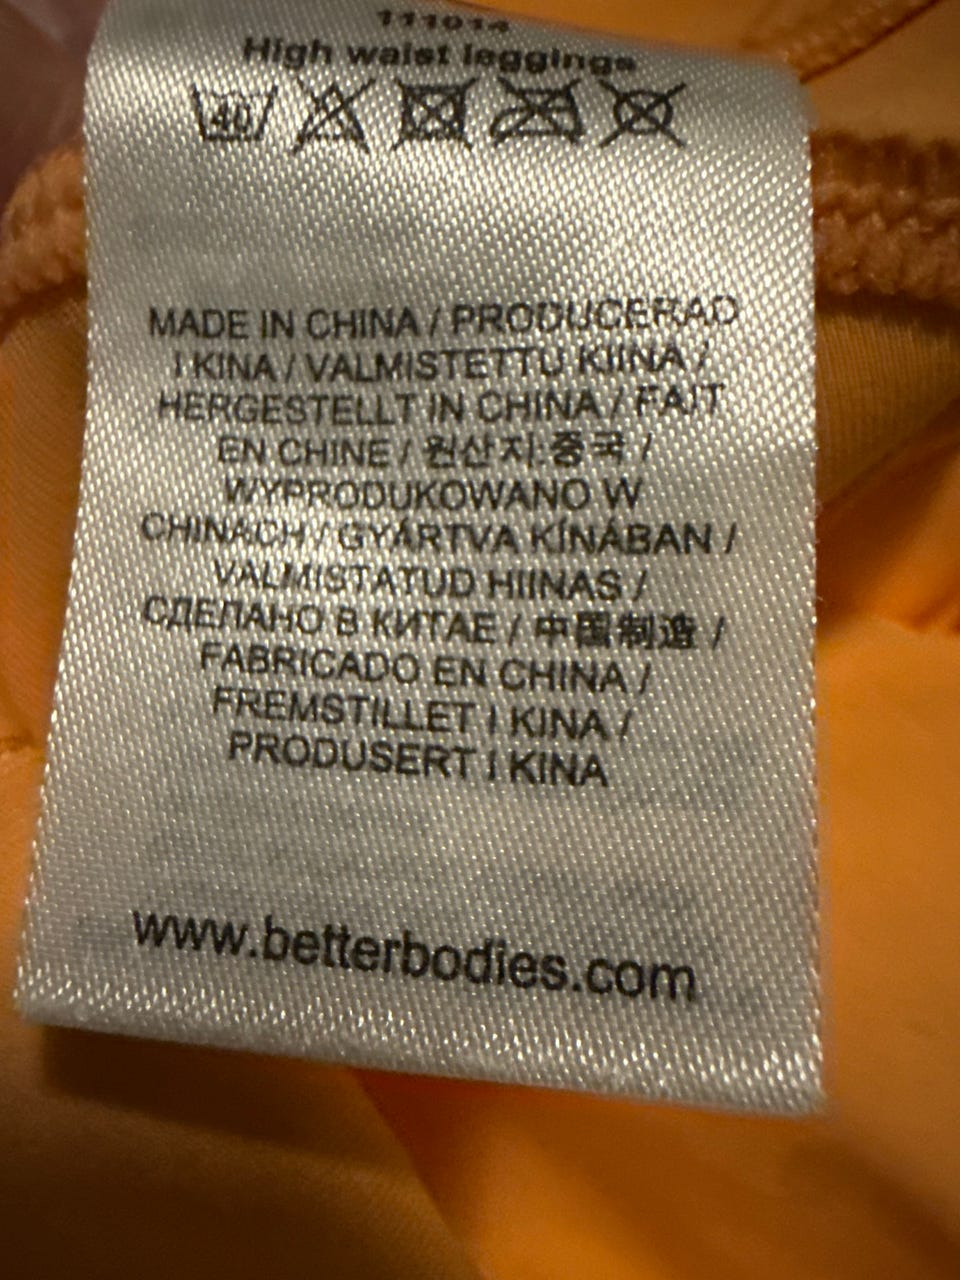 111014
High waist leggings
40
MADE IN CHINA / PRODUCERAD
I KINA / VALMISTETTU KIINA /
HERGESTELLT IN CHINA / FAIT
EN CHINE / 원산지:중국 /
WYPRODUKOWANO W
CHINACH / GYÁRTVA KÍNÁBAN /
VALMISTATUD HIINAS /
СДЕЛАНО В КИТАЕ / 中国制造 /
FABRICADO EN CHINA /
FREMSTILLET I KINA /
PRODUSERT I KINA
www.betterbodies.com